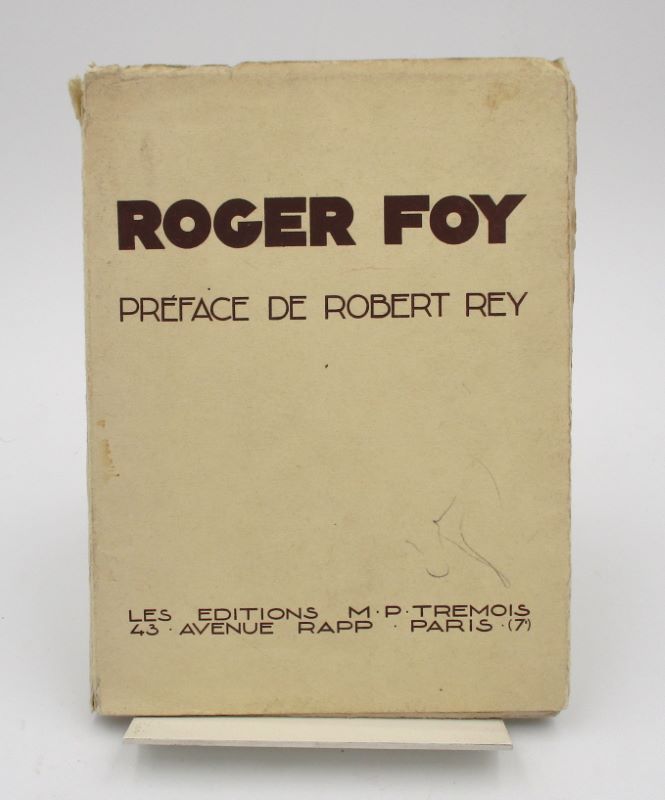 ROGER FOY
PRÉFACE DE ROBERT REY
LES EDITIONS M·P·TREMOIS
43·AVENUE RAPP·PARIS·(7e)